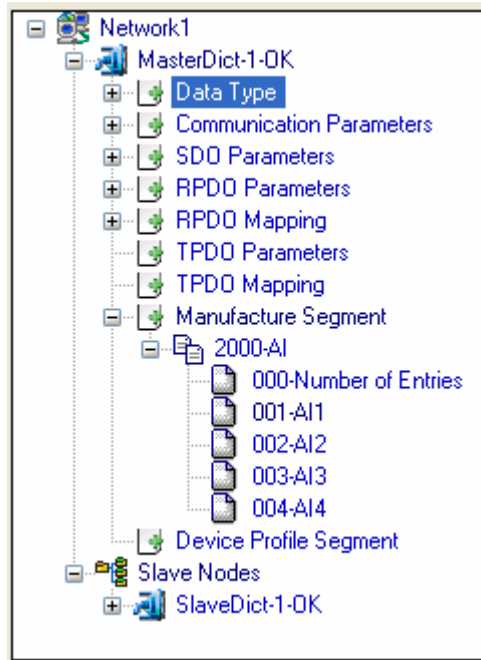 Network1
MasterDict-1-OK
Data Type
Communication Parameters
SDO Parameters
RPDO Parameters
RPDO Mapping
TPDO Parameters
TPDO Mapping
Manufacture Segment
2000-AI
000-Number of Entries
001-AI1
002-AI2
003-AI3
004-AI4
Device Profile Segment
Slave Nodes
SlaveDict-1-OK